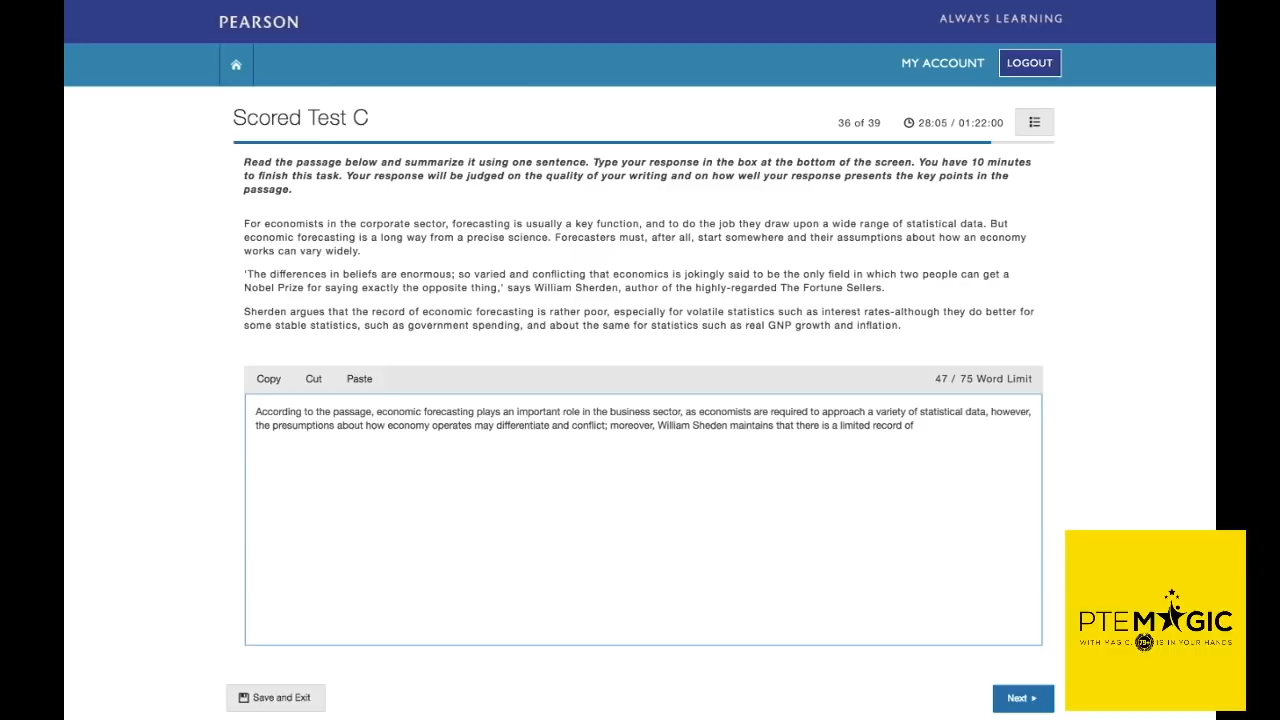 PEARSON
ALWAYS LEARNING
MY ACCOUNT
LOGOUT
Scored Test C
36 of 39
28:05 / 01:22:00
Read the passage below and summarize it using one sentence. Type your response in the box at the bottom of the screen. You have 10 minutes
to finish this task. Your response will be judged on the quality of your writing and on how well your response presents the key points in the
passage.
For economists in the corporate sector, forecasting is usually a key function, and to do the job they draw upon a wide range of statistical data. But
economic forecasting is a long way from a precise science. Forecasters must, after all, start somewhere and their assumptions about how an economy
works can vary widely.
'The differences in beliefs are enormous; so varied and conflicting that economics is jokingly said to be the only field in which two people can get a
Nobel Prize for saying exactly the opposite thing,' says William Sherden, author of the highly-regarded The Fortune Sellers.
Sherden argues that the record of economic forecasting is rather poor, especially for volatile statistics such as interest rates-although they do better for
some stable statistics, such as government spending, and about the same for statistics such as real GNP growth and inflation.
Copy Cut Paste
47 / 75 Word Limit
According to the passage, economic forecasting plays an important role in the business sector, as economists are required to approach a variety of statistical data, however,
the presumptions about how economy operates may differentiate and conflict; moreover, William Sheden maintains that there is a limited record of
PTE MAGIC
WITH MAGIC, 79+ IS IN YOUR HANDS
Save and Exit
Next